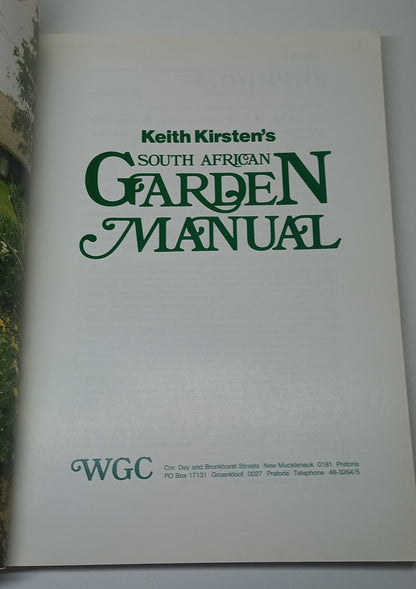 Keith Kirsten's
SOUTH AFRICAN
GARDEN
MANUAL
WGC
Cnr. Dey and Bronkhorst Streets New Muckleneuk 0181 Pretoria
PO Box 17131 Groenkloof 0027 Pretoria Telephone 46-3264/5